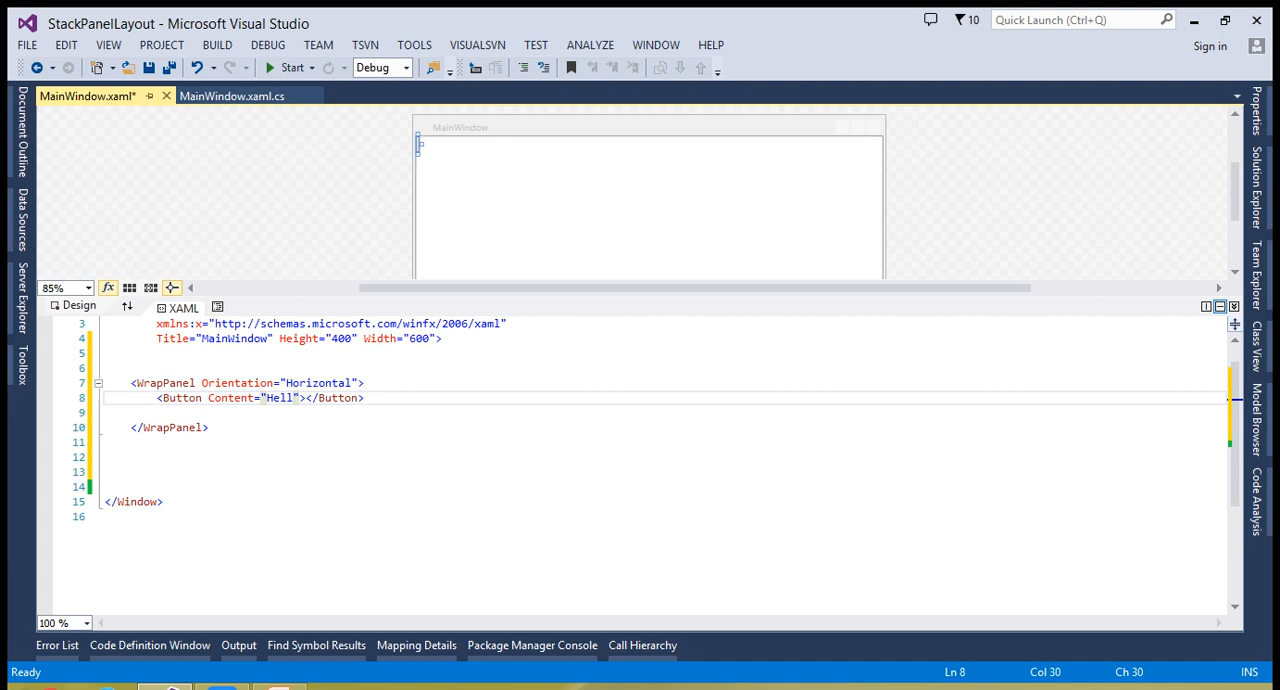 StackPanelLayout - Microsoft Visual Studio
10
Quick Launch (Ctrl+Q)
FILE EDIT VIEW PROJECT BUILD DEBUG TEAM TSVN TOOLS VISUALSVN TEST ANALYZE WINDOW HELP
Sign in
Start
Debug
MainWindow.xaml*
MainWindow.xaml.cs
Document Outline
Data Sources
Server Explorer
Toolbox
MainWindow
85%
fx
Design
XAML
3 xmlns:x="http://schemas.microsoft.com/winfx/2006/xaml"
4 Title="MainWindow" Height="400" Width="600">
5
6
7 <WrapPanel Orientation="Horizontal">
8 <Button Content="Hell"></Button>
9
10 </WrapPanel>
11
12
13
14
15 </Window>
16
100 %
Properties
Solution Explorer
Team Explorer
Class View
Model Browser
Code Analysis
Error List Code Definition Window Output Find Symbol Results Mapping Details Package Manager Console Call Hierarchy
Ready Ln 8 Col 30 Ch 30 INS